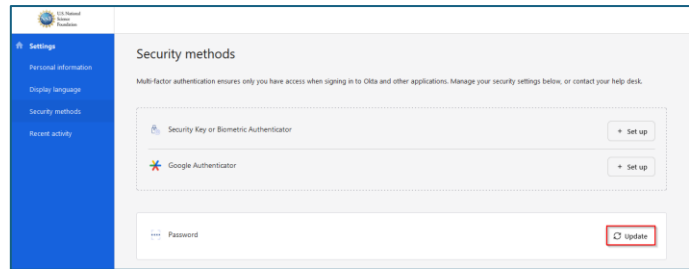 U.S. National
Science
Foundation
Settings
Personal information
Display language
Security methods
Recent activity
Security methods
Multi-factor authentication ensures only you have access when signing in to Okta and other applications. Manage your security settings below, or contact your help desk.
Security Key or Biometric Authenticator
+ Set up
Google Authenticator
+ Set up
Password
Update